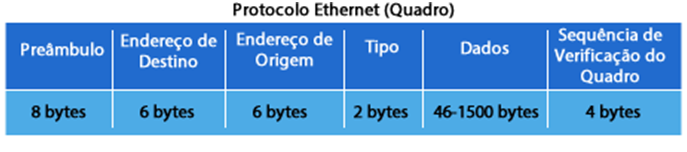 Protocolo Ethernet (Quadro)
Preâmbulo
Endereço de
Destino
Endereço de
Origem
Tipo
Dados
Sequência de
Verificação do
Quadro
8 bytes
6 bytes
6 bytes
2 bytes
46-1500 bytes
4 bytes